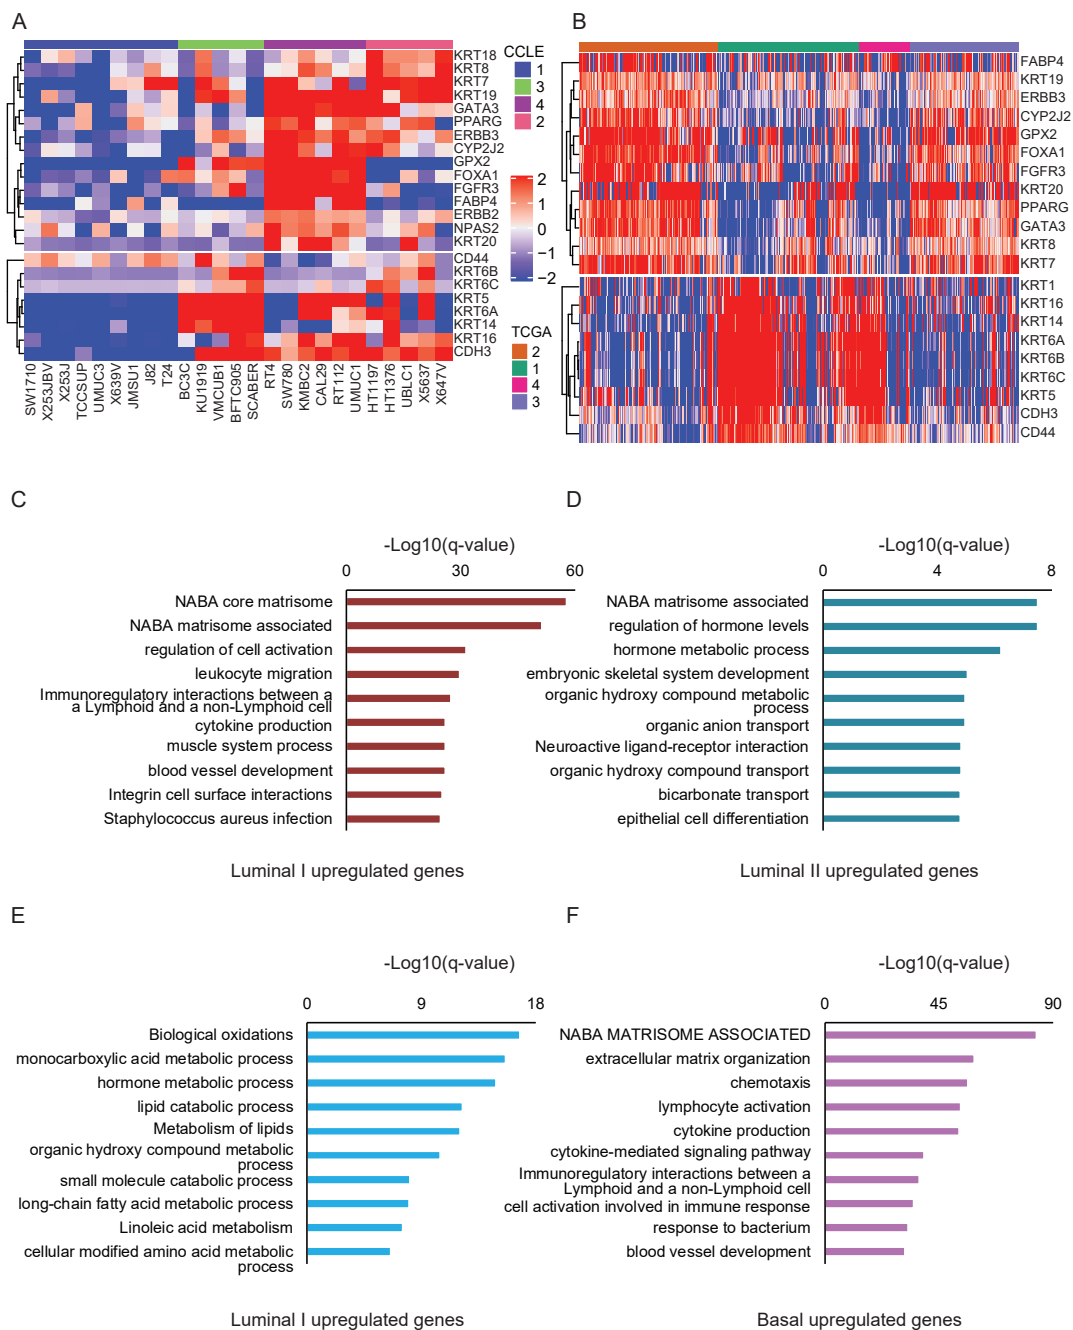 A
KRT18
KRT8
KRT7
KRT19
GATA3
PPARG
ERBB3
CYP2J2
GPX2
FOXA1
FGFR3
FABP4
ERBB2
NPAS2
KRT20
CD44
KRT6B
KRT6C
KRT5
KRT6A
KRT14
KRT16
CDH3
SW1710
X253JBV
X253J
TCCSUP
UMUC3
X639V
JMSU1
J82
T24
BC3C
KU1919
VMCUB1
BFTC905
SCABER
RT4
SW780
KMBC2
CAL29
RT112
UMUC1
HT1197
HT1376
UBLC1
X5637
X647V
CCLE
1
3
4
2
2
1
0
−1
−2
TCGA
2
1
4
3
B
FABP4
KRT19
ERBB3
CYP2J2
GPX2
FOXA1
FGFR3
KRT20
PPARG
GATA3
KRT8
KRT7
KRT1
KRT16
KRT14
KRT6A
KRT6B
KRT6C
KRT5
CDH3
CD44
C
-Log10(q-value)
0 30 60
NABA core matrisome
NABA matrisome associated
regulation of cell activation
leukocyte migration
Immunoregulatory interactions between a
a Lymphoid and a non-Lymphoid cell
cytokine production
muscle system process
blood vessel development
Integrin cell surface interactions
Staphylococcus aureus infection
Luminal I upregulated genes
D
-Log10(q-value)
0 4 8
NABA matrisome associated
regulation of hormone levels
hormone metabolic process
embryonic skeletal system development
organic hydroxy compound metabolic
process
organic anion transport
Neuroactive ligand-receptor interaction
organic hydroxy compound transport
bicarbonate transport
epithelial cell differentiation
Luminal II upregulated genes
E
-Log10(q-value)
0 9 18
Biological oxidations
monocarboxylic acid metabolic process
hormone metabolic process
lipid catabolic process
Metabolism of lipids
organic hydroxy compound metabolic
process
small molecule catabolic process
long-chain fatty acid metabolic process
Linoleic acid metabolism
cellular modified amino acid metabolic
process
Luminal I upregulated genes
F
-Log10(q-value)
0 45 90
NABA MATRISOME ASSOCIATED
extracellular matrix organization
chemotaxis
lymphocyte activation
cytokine production
cytokine-mediated signaling pathway
Immunoregulatory interactions between a
Lymphoid and a non-Lymphoid cell
cell activation involved in immune response
response to bacterium
blood vessel development
Basal upregulated genes